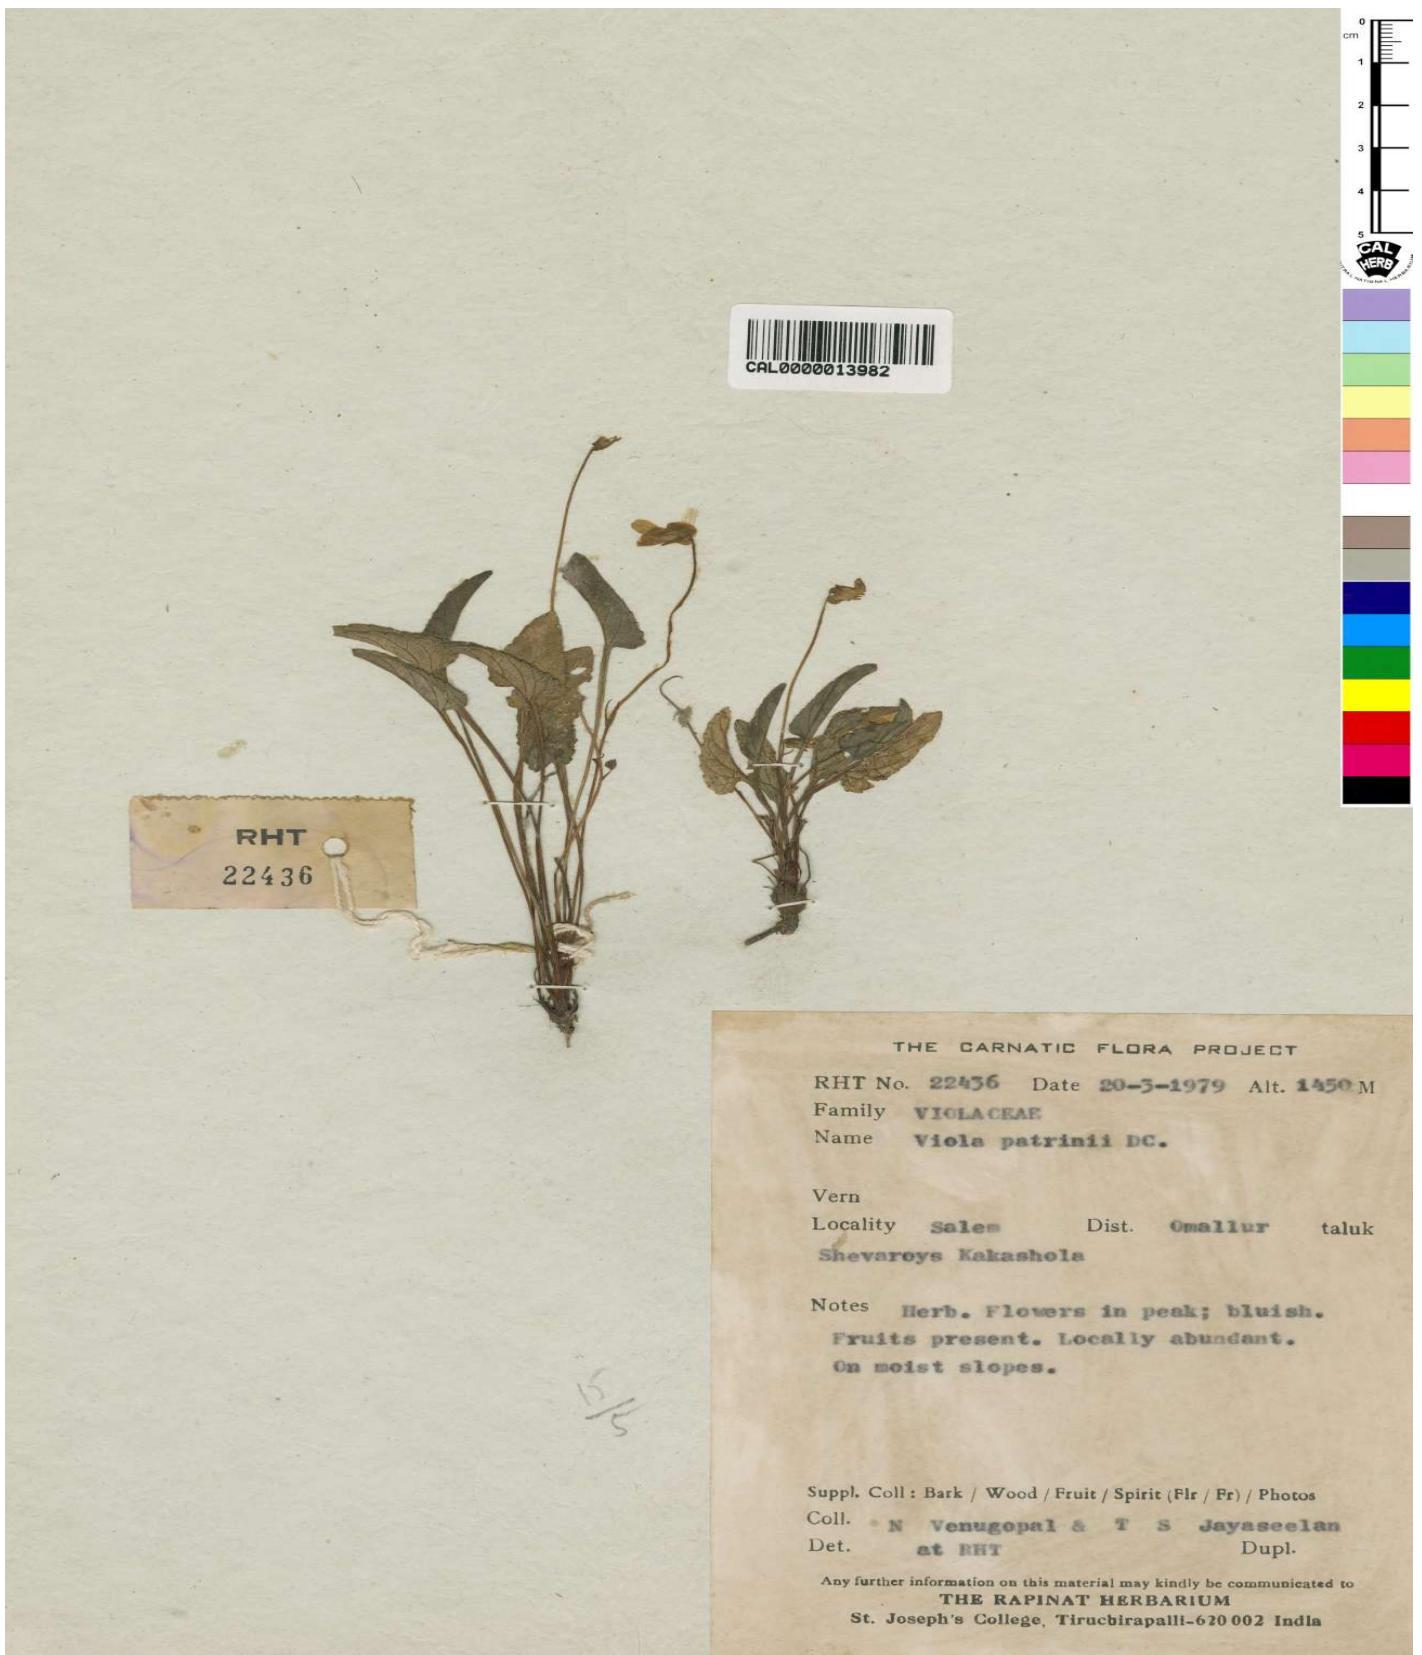 0
cm
1
2
3
4
5
CAL
HERB
CAL0000013982
RHT
22436
THE CARNATIC FLORA PROJECT
RHT No. 22436 Date 20-3-1979 Alt. 1450 M
Family VIOLACEAE
Name Viola patrinii DC.
Vern
Locality Salem Dist. Omallur taluk
Shevaroys Kakashola
Notes Herb. Flowers in peak; bluish.
Fruits present. Locally abundant.
On moist slopes.
15/5
Suppl. Coll : Bark / Wood / Fruit / Spirit (Flr / Fr) / Photos
Coll. N Venugopal & T S Jayaseelan
Det. at RHT Dupl.
Any further information on this material may kindly be communicated to
THE RAPINAT HERBARIUM
St. Joseph's College, Tiruchirapalli-620 002 India